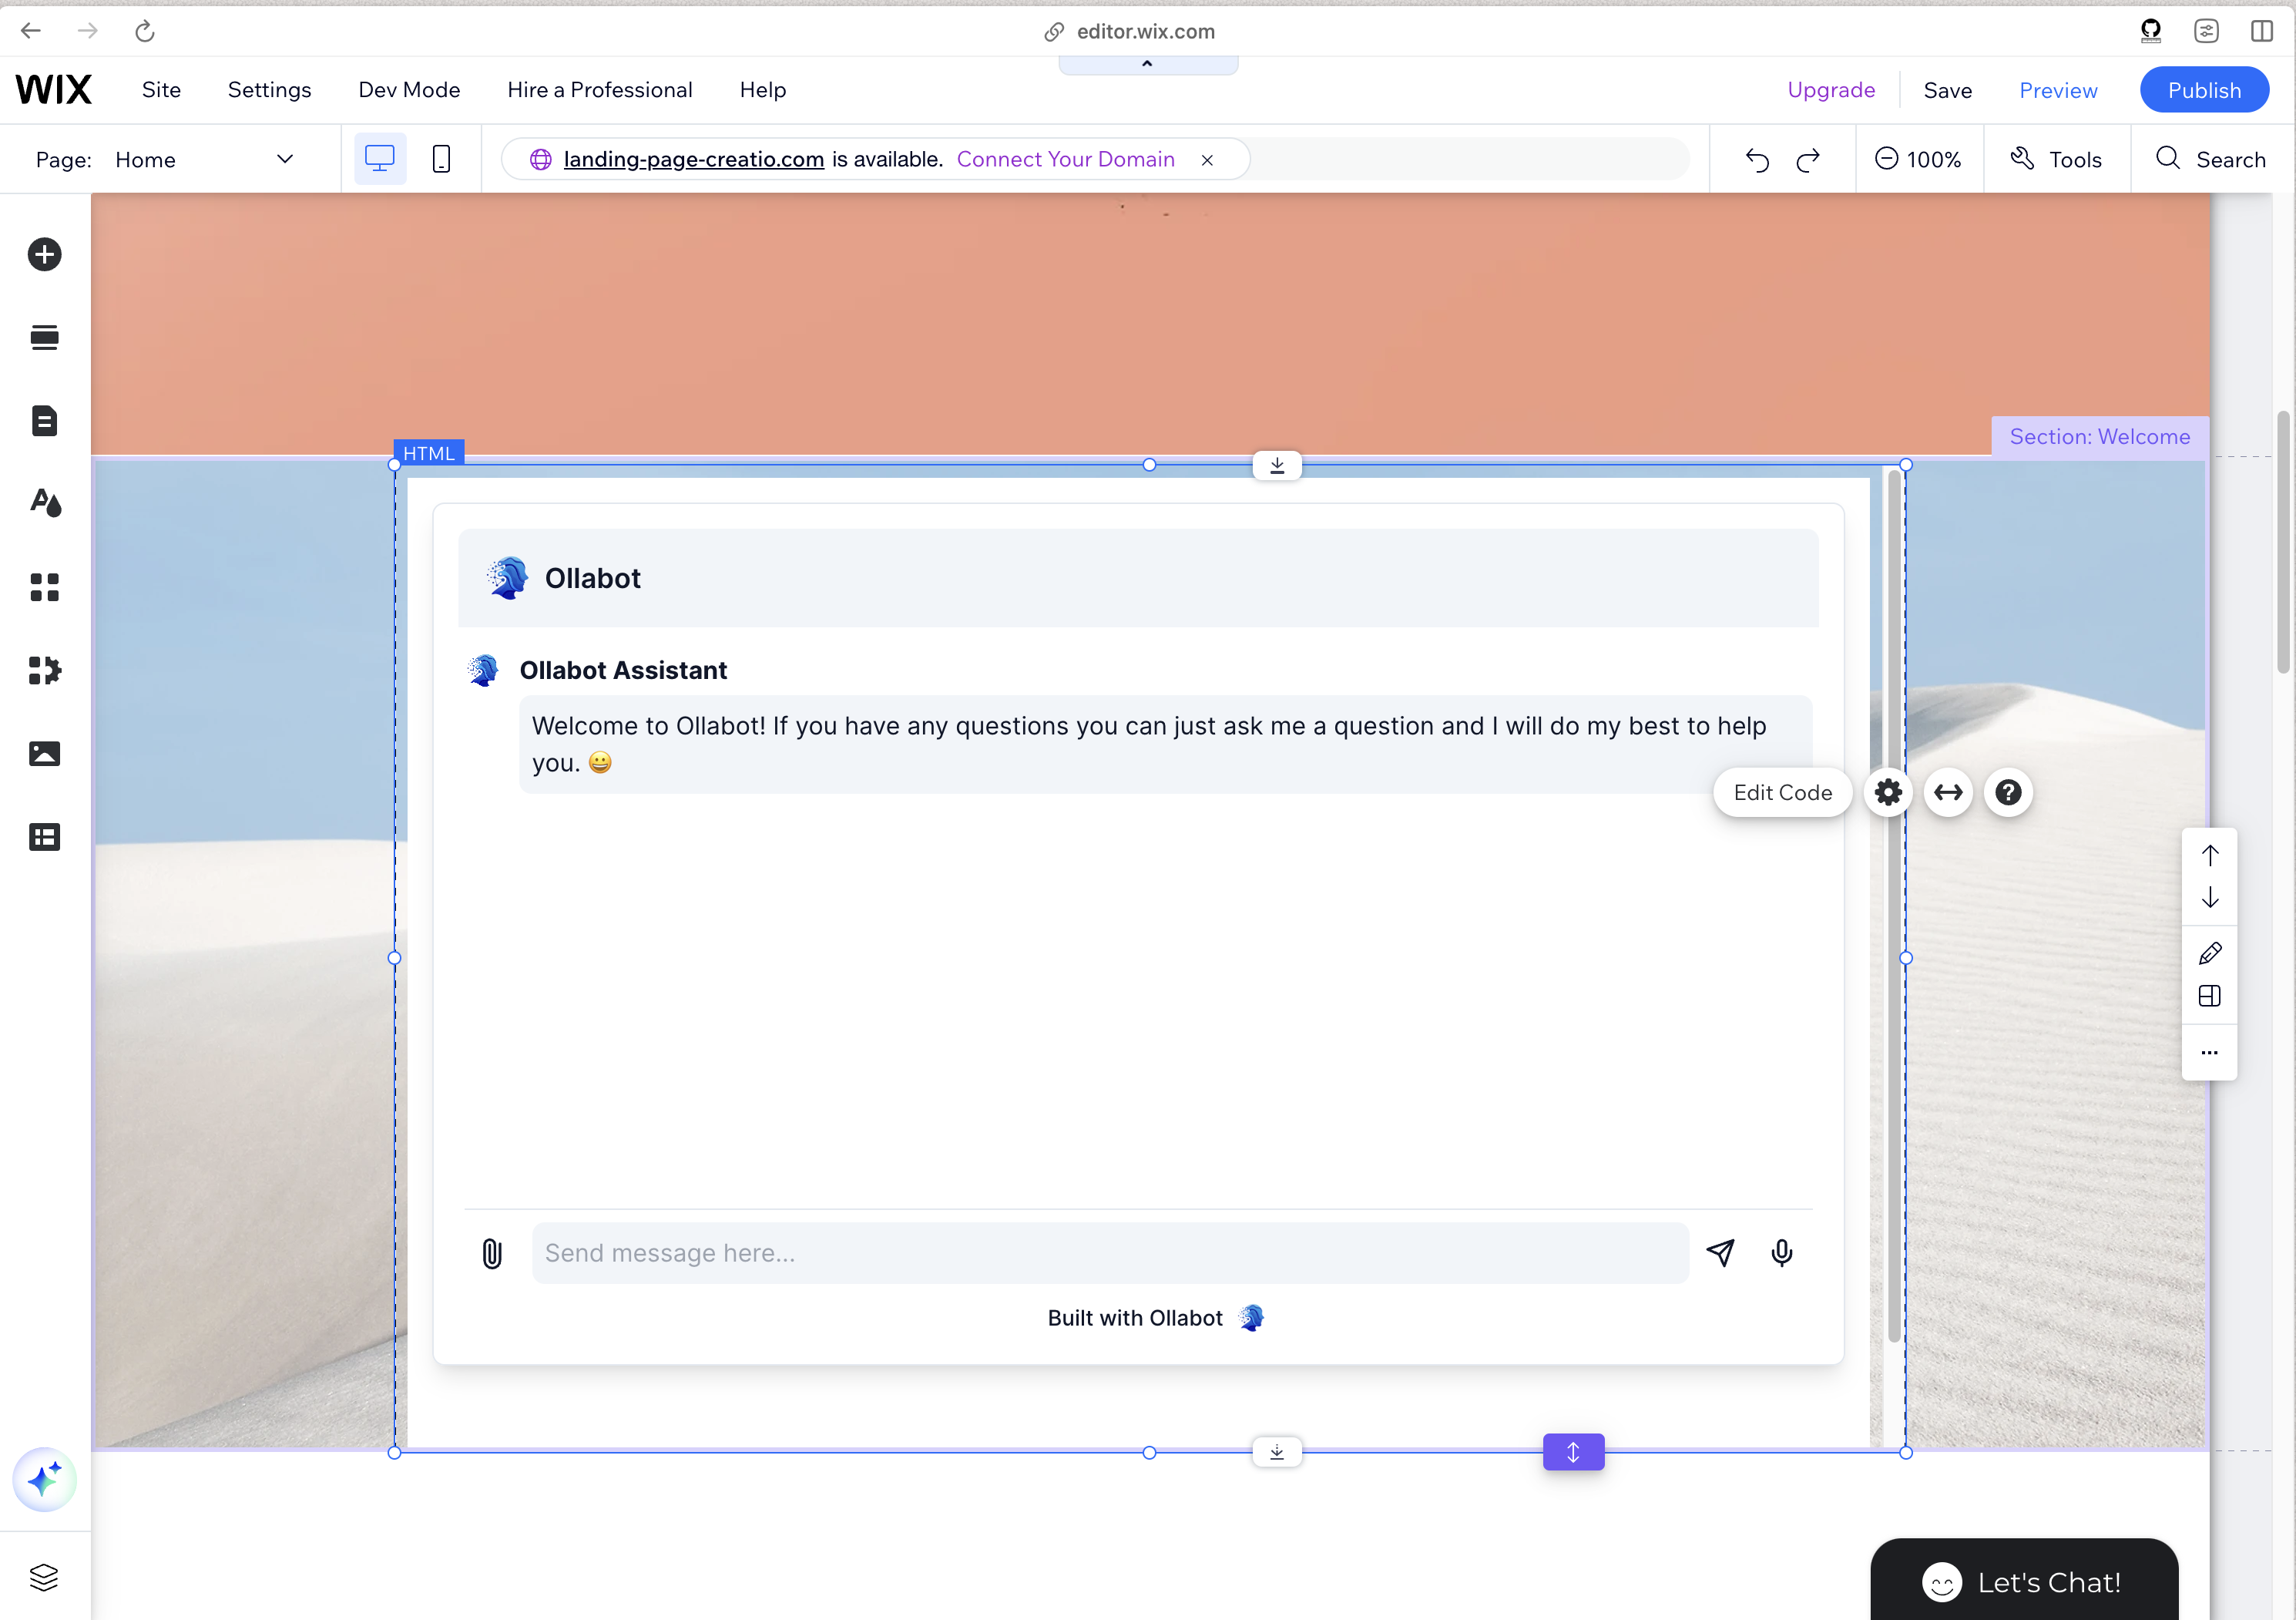 editor.wix.com
WIX Site Settings Dev Mode Hire a Professional Help Upgrade Save Preview Publish
Page: Home landing-page-creatio.com is available. Connect Your Domain 100% Tools Search
Section: Welcome
HTML
Ollabot
Ollabot Assistant
Welcome to Ollabot! If you have any questions you can just ask me a question and I will do my best to help
you. 😀
Edit Code
Send message here...
Built with Ollabot
Let's Chat!